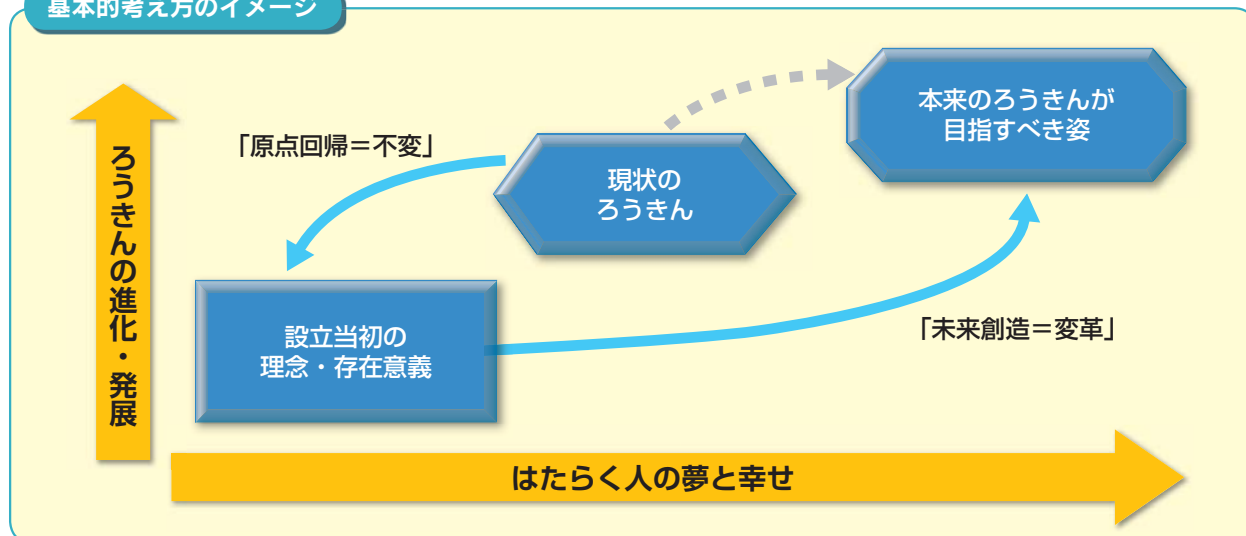 基本的考え方のイメージ
ろうきんの進化・発展
「原点回帰＝不変」
現状の
ろうきん
本来のろうきんが
目指すべき姿
設立当初の
理念・存在意義
「未来創造＝変革」
はたらく人の夢と幸せ